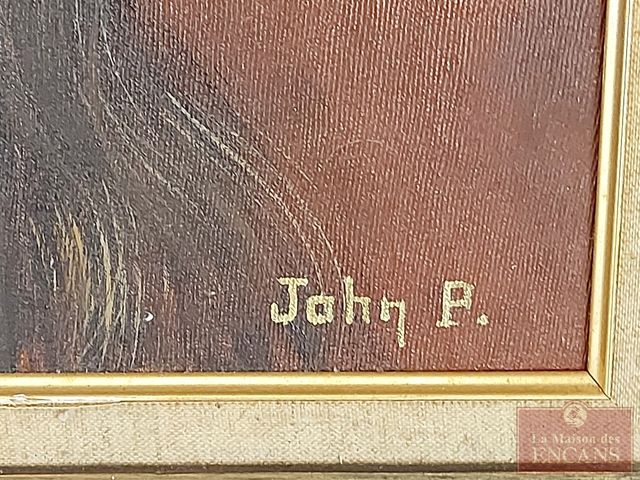 John P.
La Maison des
ENCANS